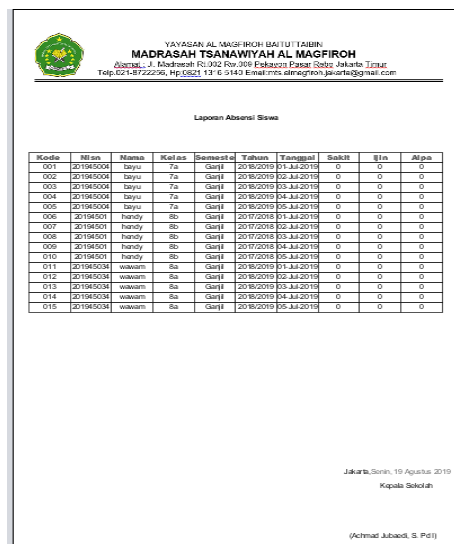 YAYASAN AL MAGFIROH BAITUTTAIBIN
MADRASAH TSANAWIYAH AL MAGFIROH
Alamat : Jl. Madrasah Rt.002 Rw.009 Pekayon Pasar Rebo Jakarta Timur
Telp.021-8722256, Hp.0821 1316 5140 Email:mts.almagfiroh.jakarta@gmail.com
Laporan Absensi Siswa
Kode Nisn Nama Kelas Semeste Tahun Tanggal Sakit Ijin Alpa
001 201945004 bayu 7a Ganjil 2018/2019 01-Jul-2019 0 0 0
002 201945004 bayu 7a Ganjil 2018/2019 02-Jul-2019 0 0 0
003 201945004 bayu 7a Ganjil 2018/2019 03-Jul-2019 0 0 0
004 201945004 bayu 7a Ganjil 2018/2019 04-Jul-2019 0 0 0
005 201945004 bayu 7a Ganjil 2018/2019 05-Jul-2019 0 0 0
006 20194501 hendy 8b Ganjil 2017/2018 01-Jul-2019 0 0 0
007 20194501 hendy 8b Ganjil 2017/2018 02-Jul-2019 0 0 0
008 20194501 hendy 8b Ganjil 2017/2018 03-Jul-2019 0 0 0
009 20194501 hendy 8b Ganjil 2017/2018 04-Jul-2019 0 0 0
010 20194501 hendy 8b Ganjil 2017/2018 05-Jul-2019 0 0 0
011 201945034 wawam 8a Ganjil 2018/2019 01-Jul-2019 0 0 0
012 201945034 wawam 8a Ganjil 2018/2019 02-Jul-2019 0 0 0
013 201945034 wawam 8a Ganjil 2018/2019 03-Jul-2019 0 0 0
014 201945034 wawam 8a Ganjil 2018/2019 04-Jul-2019 0 0 0
015 201945034 wawam 8a Ganjil 2018/2019 05-Jul-2019 0 0 0
Jakarta,Senin, 19 Agustus 2019
Kepala Sekolah
(Achmad Jubaedi, S. Pd I)